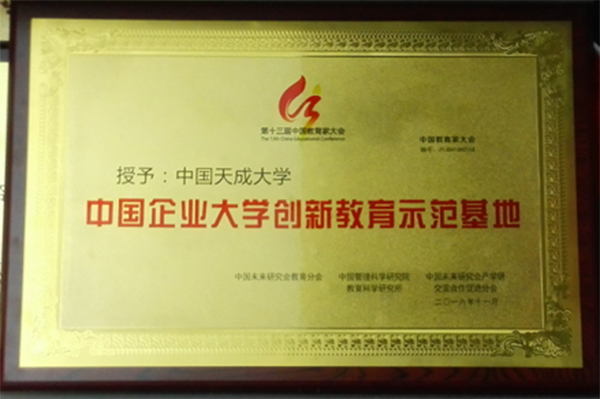 第十三届中国教育家大会
The 13th China Educational Conference
中国教育家大会
编号:
授予：中国天成大学
中国企业大学创新教育示范基地
中国未来研究会教育分会 中国管理科学研究院 中国未来研究会产学研
教育科学研究所 交流合作促进分会
二〇一六年十一月